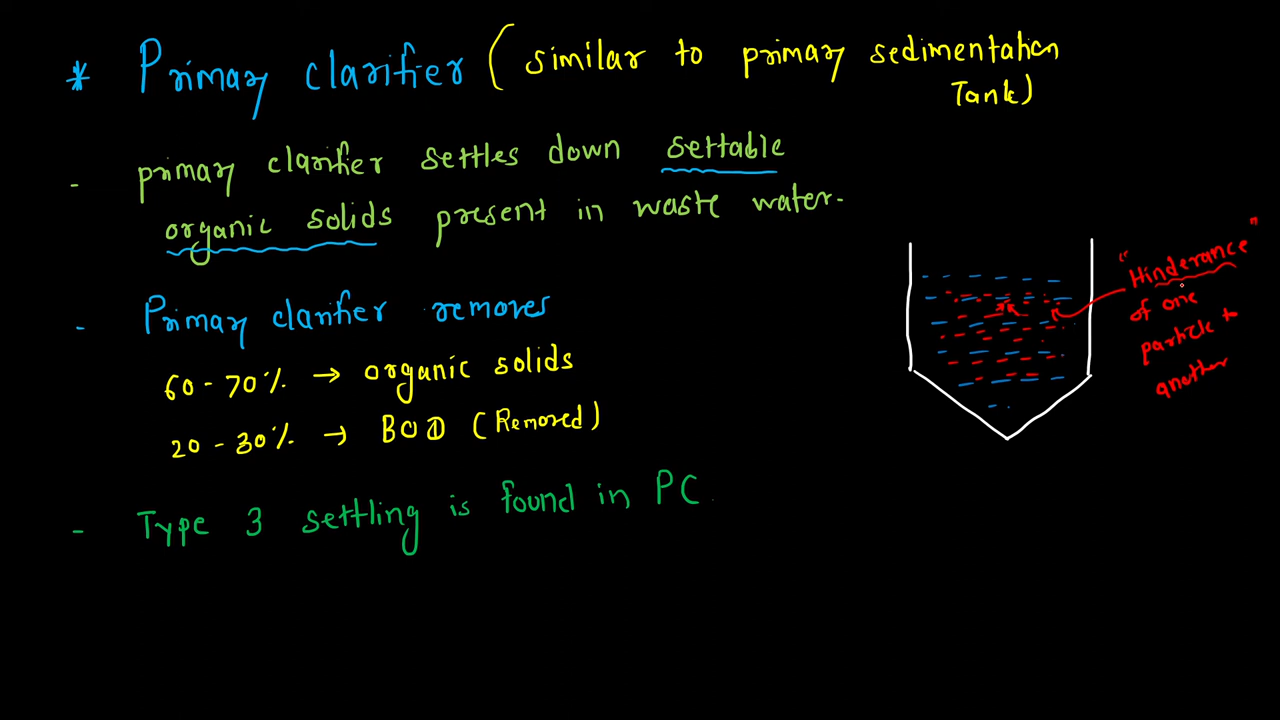 * Primary clarifier (similar to primary sedimentation
Tank)
- primary clarifier settles down settable
organic solids present in waste water.
- Primary clarifier removes
60 - 70% → organic solids
20 - 30% → BOD (Removed)
- Type 3 settling is found in PC.
"Hinderance"
of one
particle to
another